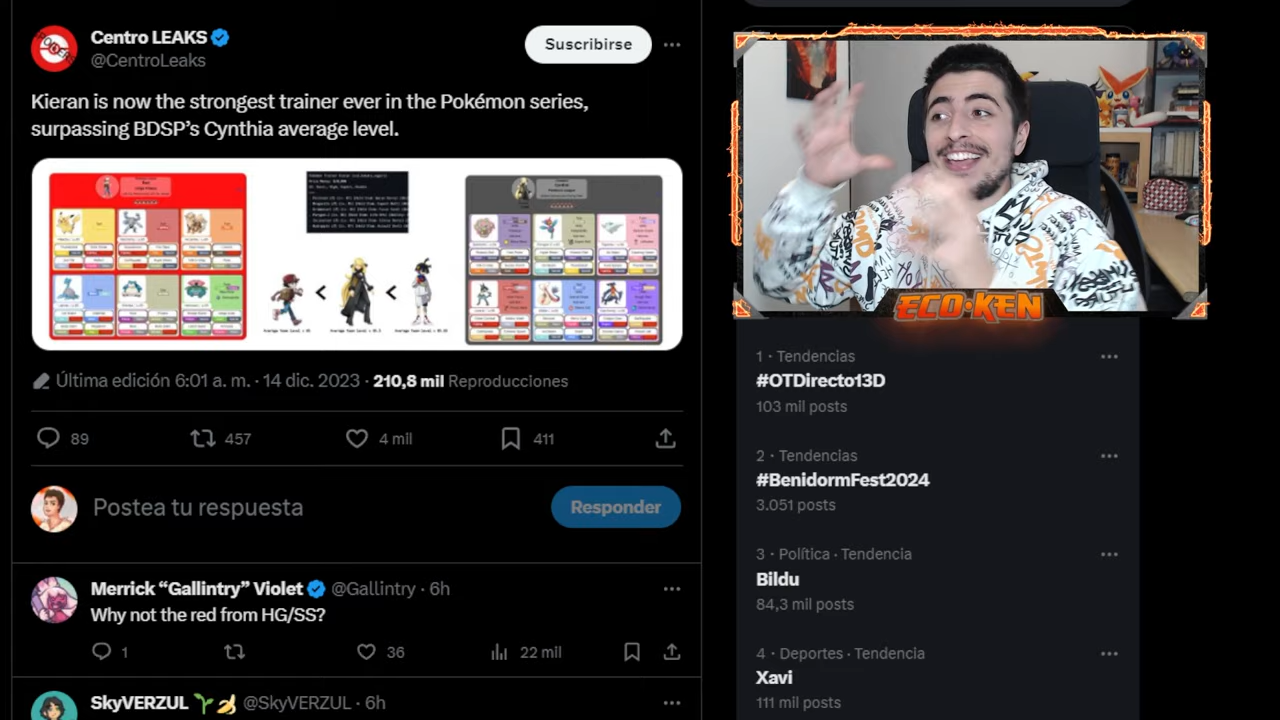 Centro LEAKS
@CentroLeaks
Suscribirse
Kieran is now the strongest trainer ever in the Pokémon series,
surpassing BDSP's Cynthia average level.
Última edición 6:01 a. m. · 14 dic. 2023 · 210,8 mil Reproducciones
89
457
4 mil
411
Postea tu respuesta
Responder
Merrick “Gallintry” Violet @Gallintry · 6h
Why not the red from HG/SS?
1
36
22 mil
SkyVERZUL @SkyVERZUL · 6h
ECO·KEN
1 · Tendencias
#OTDirecto13D
103 mil posts
2 · Tendencias
#BenidormFest2024
3.051 posts
3 · Política · Tendencia
Bildu
84,3 mil posts
4 · Deportes · Tendencia
Xavi
111 mil posts